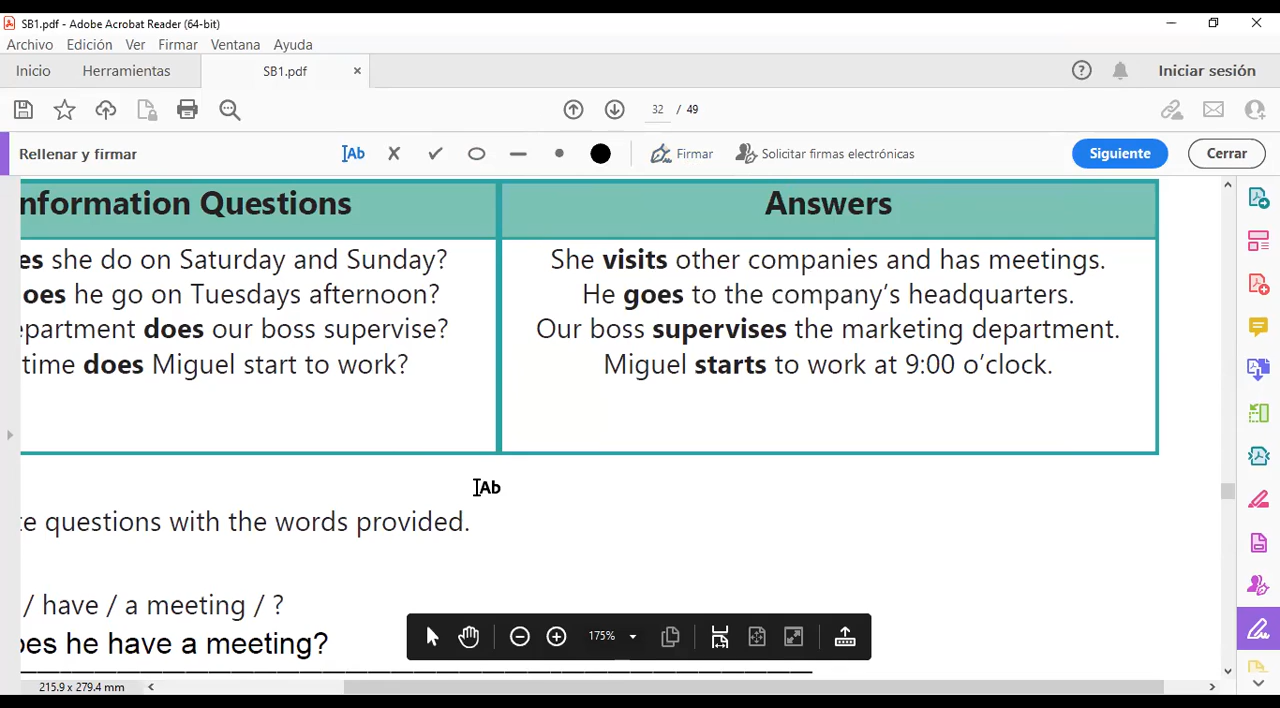 SB1.pdf - Adobe Acrobat Reader (64-bit)
Archivo Edición Ver Firmar Ventana Ayuda
Inicio Herramientas SB1.pdf × Iniciar sesión
32 / 49
Rellenar y firmar Ab Firmar Solicitar firmas electrónicas Siguiente Cerrar
nformation Questions
es she do on Saturday and Sunday?
oes he go on Tuesdays afternoon?
epartment does our boss supervise?
time does Miguel start to work?
Answers
She visits other companies and has meetings.
He goes to the company’s headquarters.
Our boss supervises the marketing department.
Miguel starts to work at 9:00 o’clock.
Ab
te questions with the words provided.
/ have / a meeting / ?
oes he have a meeting?
175%
215.9 x 279.4 mm